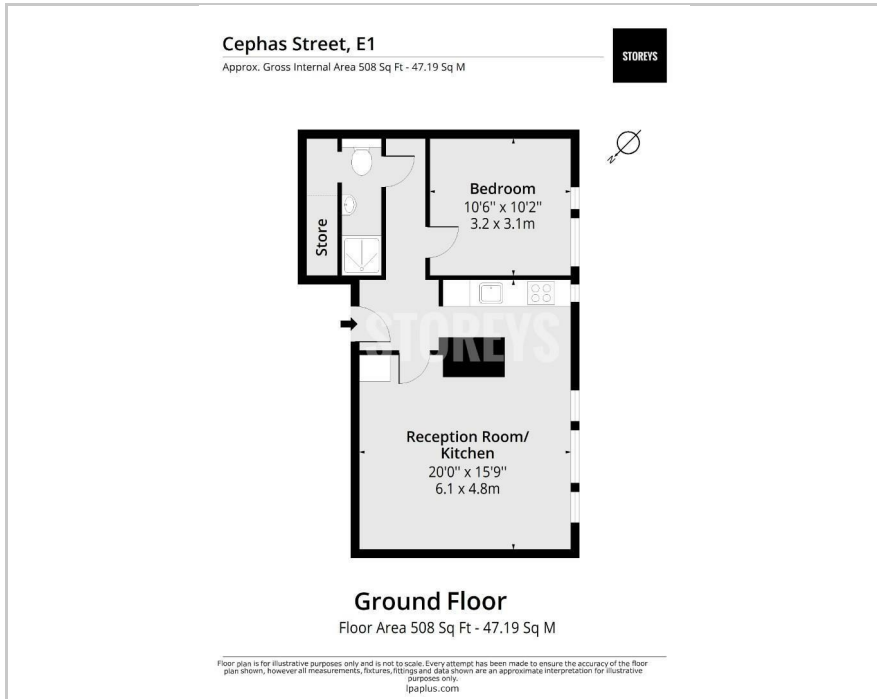 Cephas Street, E1
Approx. Gross Internal Area 508 Sq Ft - 47.19 Sq M
STOREYS
N
Bedroom
10'6" x 10'2"
3.2 x 3.1m
Store
STOREYS
Reception Room/
Kitchen
20'0" x 15'9"
6.1 x 4.8m
Ground Floor
Floor Area 508 Sq Ft - 47.19 Sq M
Floor plan is for illustrative purposes only and is not to scale. Every attempt has been made to ensure the accuracy of the floor
plan shown, however all measurements, fixtures, fittings and data shown are an approximate interpretation for illustrative
purposes only.
lpaplus.com